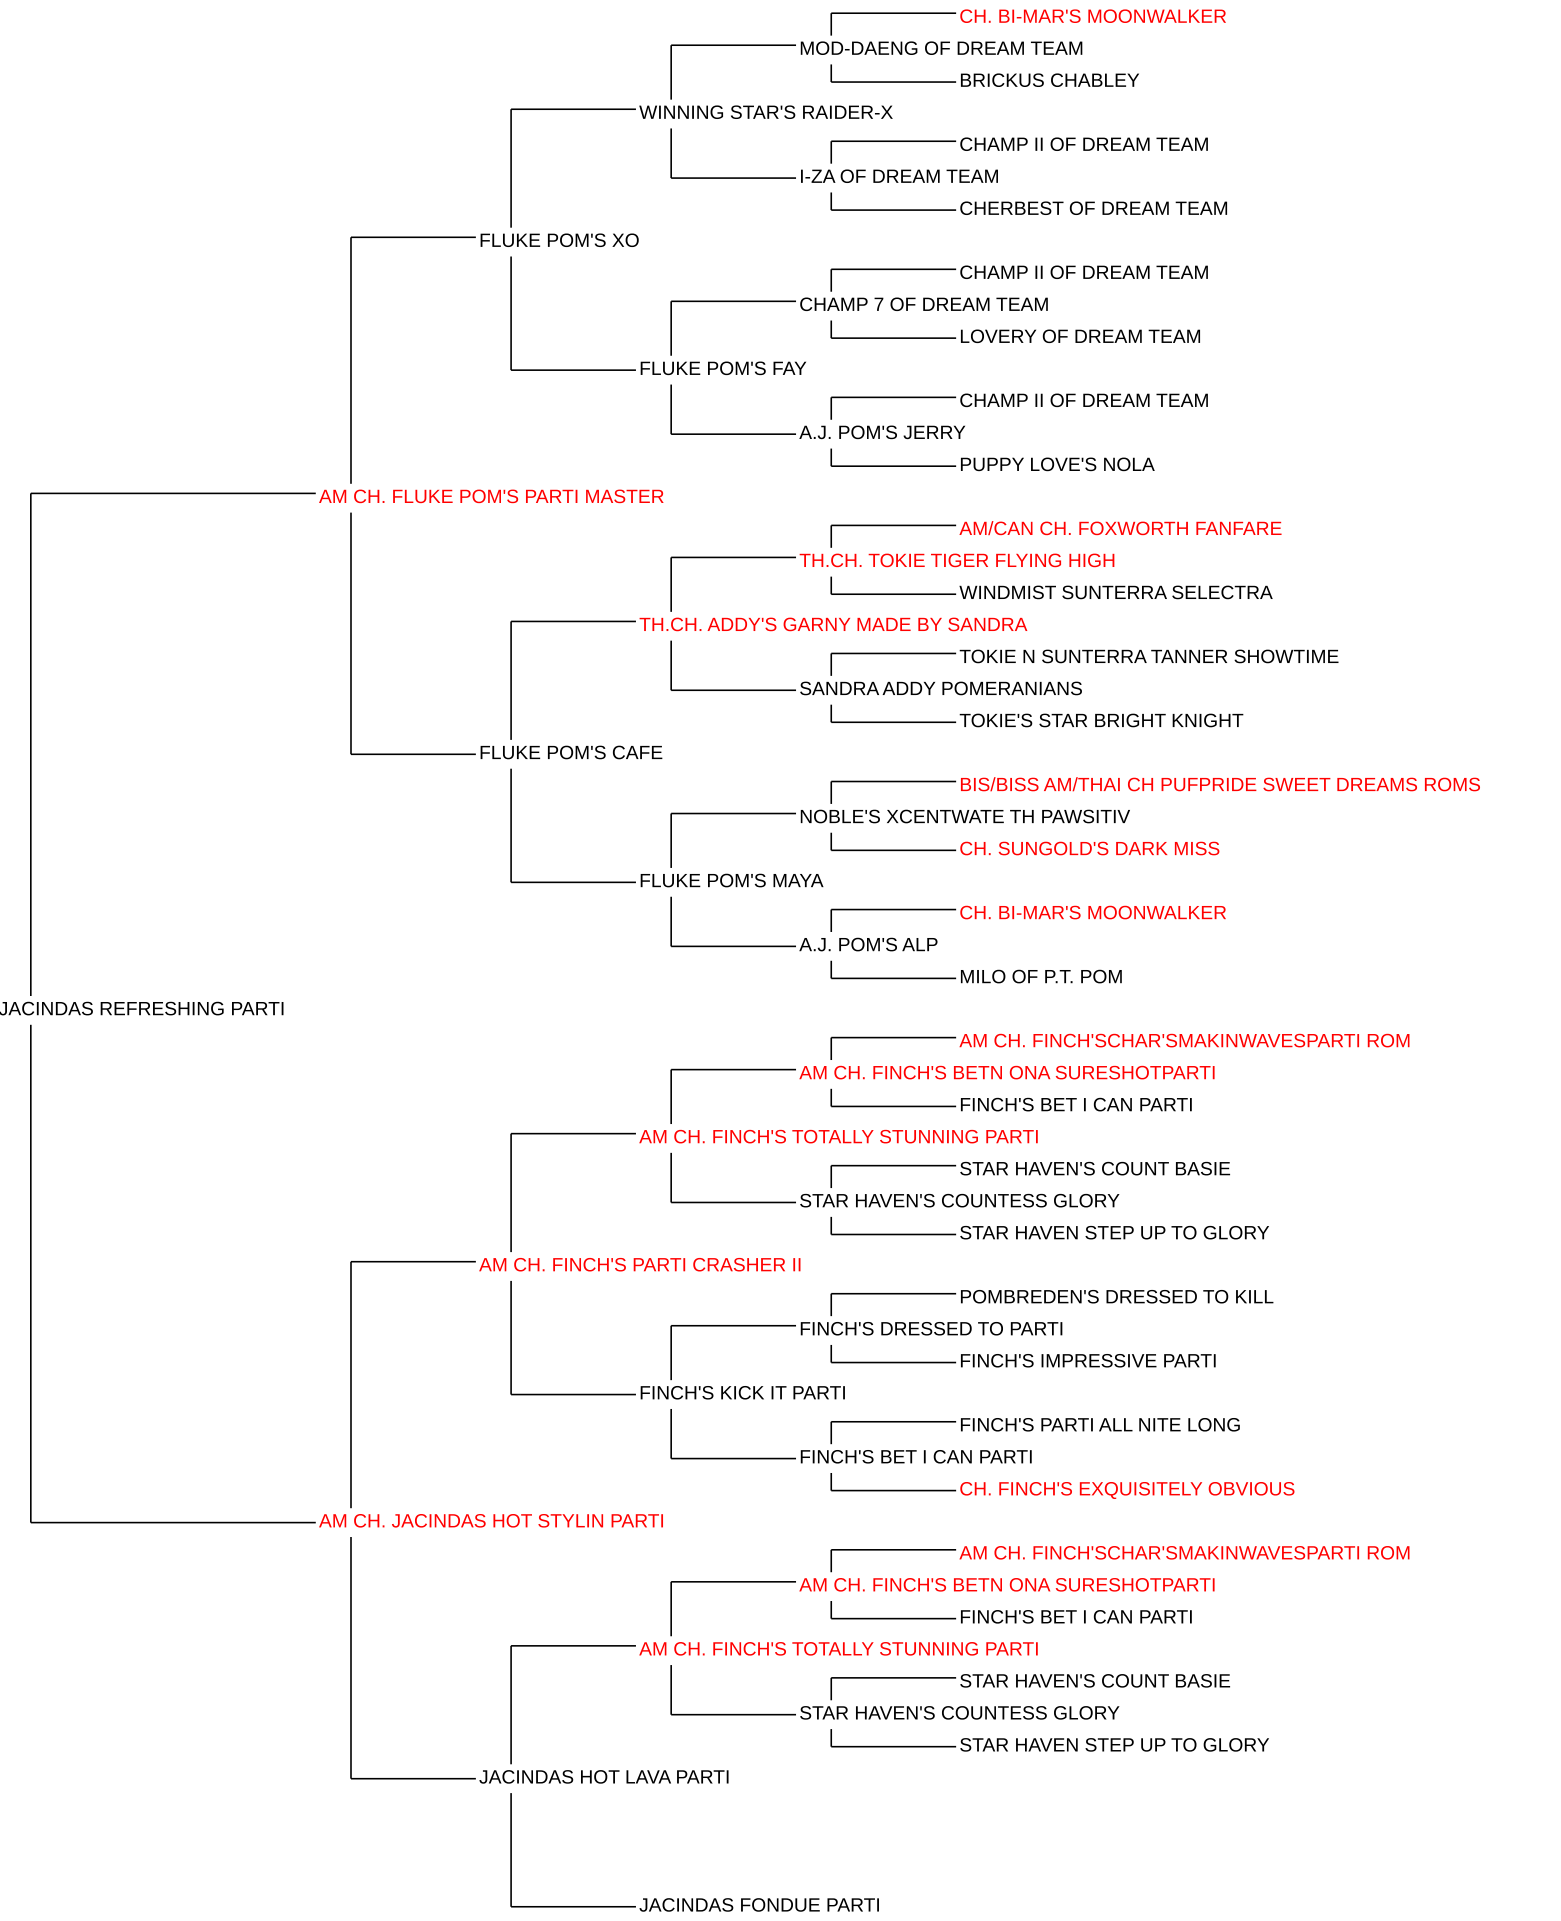 CH. BI-MAR'S MOONWALKER
MOD-DAENG OF DREAM TEAM
BRICKUS CHABLEY
WINNING STAR'S RAIDER-X
CHAMP II OF DREAM TEAM
I-ZA OF DREAM TEAM
CHERBEST OF DREAM TEAM
FLUKE POM'S XO
CHAMP II OF DREAM TEAM
CHAMP 7 OF DREAM TEAM
LOVERY OF DREAM TEAM
FLUKE POM'S FAY
CHAMP II OF DREAM TEAM
A.J. POM'S JERRY
PUPPY LOVE'S NOLA
AM CH. FLUKE POM'S PARTI MASTER
AM/CAN CH. FOXWORTH FANFARE
TH.CH. TOKIE TIGER FLYING HIGH
WINDMIST SUNTERRA SELECTRA
TH.CH. ADDY'S GARNY MADE BY SANDRA
TOKIE N SUNTERRA TANNER SHOWTIME
SANDRA ADDY POMERANIANS
TOKIE'S STAR BRIGHT KNIGHT
FLUKE POM'S CAFE
BIS/BISS AM/THAI CH PUFPRIDE SWEET DREAMS ROMS
NOBLE'S XCENTWATE TH PAWSITIV
CH. SUNGOLD'S DARK MISS
FLUKE POM'S MAYA
CH. BI-MAR'S MOONWALKER
A.J. POM'S ALP
MILO OF P.T. POM
JACINDAS REFRESHING PARTI
AM CH. FINCH'SCHAR'SMAKINWAVESPARTI ROM
AM CH. FINCH'S BETN ONA SURESHOTPARTI
FINCH'S BET I CAN PARTI
AM CH. FINCH'S TOTALLY STUNNING PARTI
STAR HAVEN'S COUNT BASIE
STAR HAVEN'S COUNTESS GLORY
STAR HAVEN STEP UP TO GLORY
AM CH. FINCH'S PARTI CRASHER II
POMBREDEN'S DRESSED TO KILL
FINCH'S DRESSED TO PARTI
FINCH'S IMPRESSIVE PARTI
FINCH'S KICK IT PARTI
FINCH'S PARTI ALL NITE LONG
FINCH'S BET I CAN PARTI
CH. FINCH'S EXQUISITELY OBVIOUS
AM CH. JACINDAS HOT STYLIN PARTI
AM CH. FINCH'SCHAR'SMAKINWAVESPARTI ROM
AM CH. FINCH'S BETN ONA SURESHOTPARTI
FINCH'S BET I CAN PARTI
AM CH. FINCH'S TOTALLY STUNNING PARTI
STAR HAVEN'S COUNT BASIE
STAR HAVEN'S COUNTESS GLORY
STAR HAVEN STEP UP TO GLORY
JACINDAS HOT LAVA PARTI
JACINDAS FONDUE PARTI